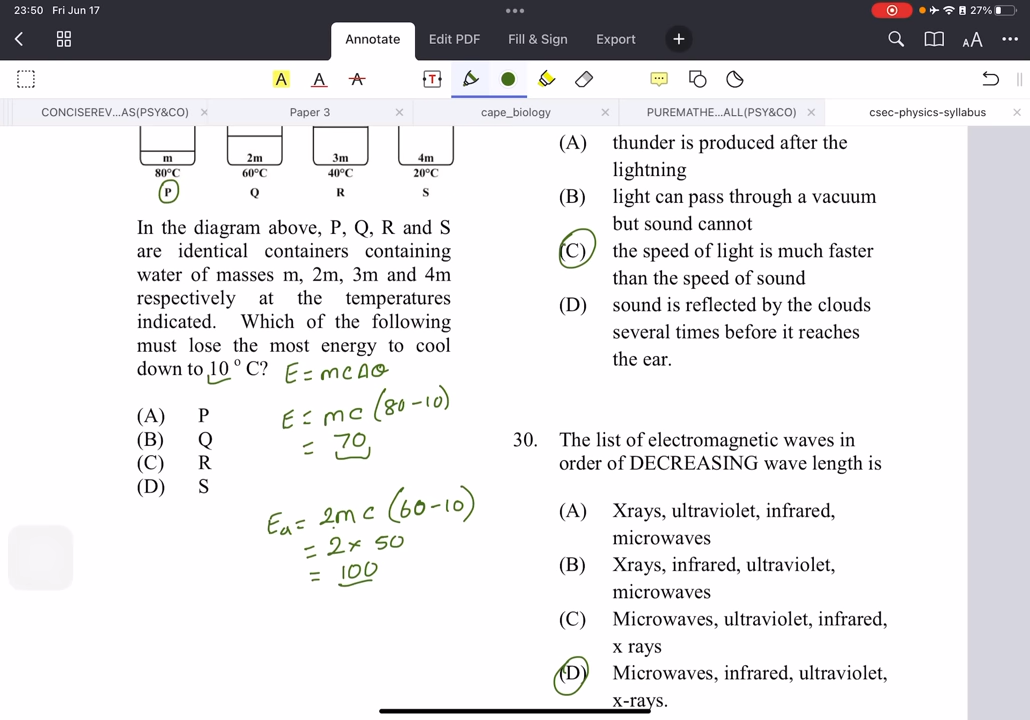 23:50 Fri Jun 17
27%
Annotate Edit PDF Fill & Sign Export
AA
A A A T
CONCISEREV...AS(PSY&CO) × Paper 3 × cape_biology × PUREMATHE...ALL(PSY&CO) × csec-physics-syllabus ×
m 2m 3m 4m
80°C 60°C 40°C 20°C
P Q R S
In the diagram above, P, Q, R and S
are identical containers containing
water of masses m, 2m, 3m and 4m
respectively at the temperatures
indicated. Which of the following
must lose the most energy to cool
down to 10 ° C?
E = mcΔθ
E = mc (80-10)
= 70
(A) P
(B) Q
(C) R
(D) S
Ea = 2mc (60-10)
= 2 × 50
= 100
(A) thunder is produced after the
lightning
(B) light can pass through a vacuum
but sound cannot
(C) the speed of light is much faster
than the speed of sound
(D) sound is reflected by the clouds
several times before it reaches
the ear.
30. The list of electromagnetic waves in
order of DECREASING wave length is
(A) Xrays, ultraviolet, infrared,
microwaves
(B) Xrays, infrared, ultraviolet,
microwaves
(C) Microwaves, ultraviolet, infrared,
x rays
(D) Microwaves, infrared, ultraviolet,
x-rays.